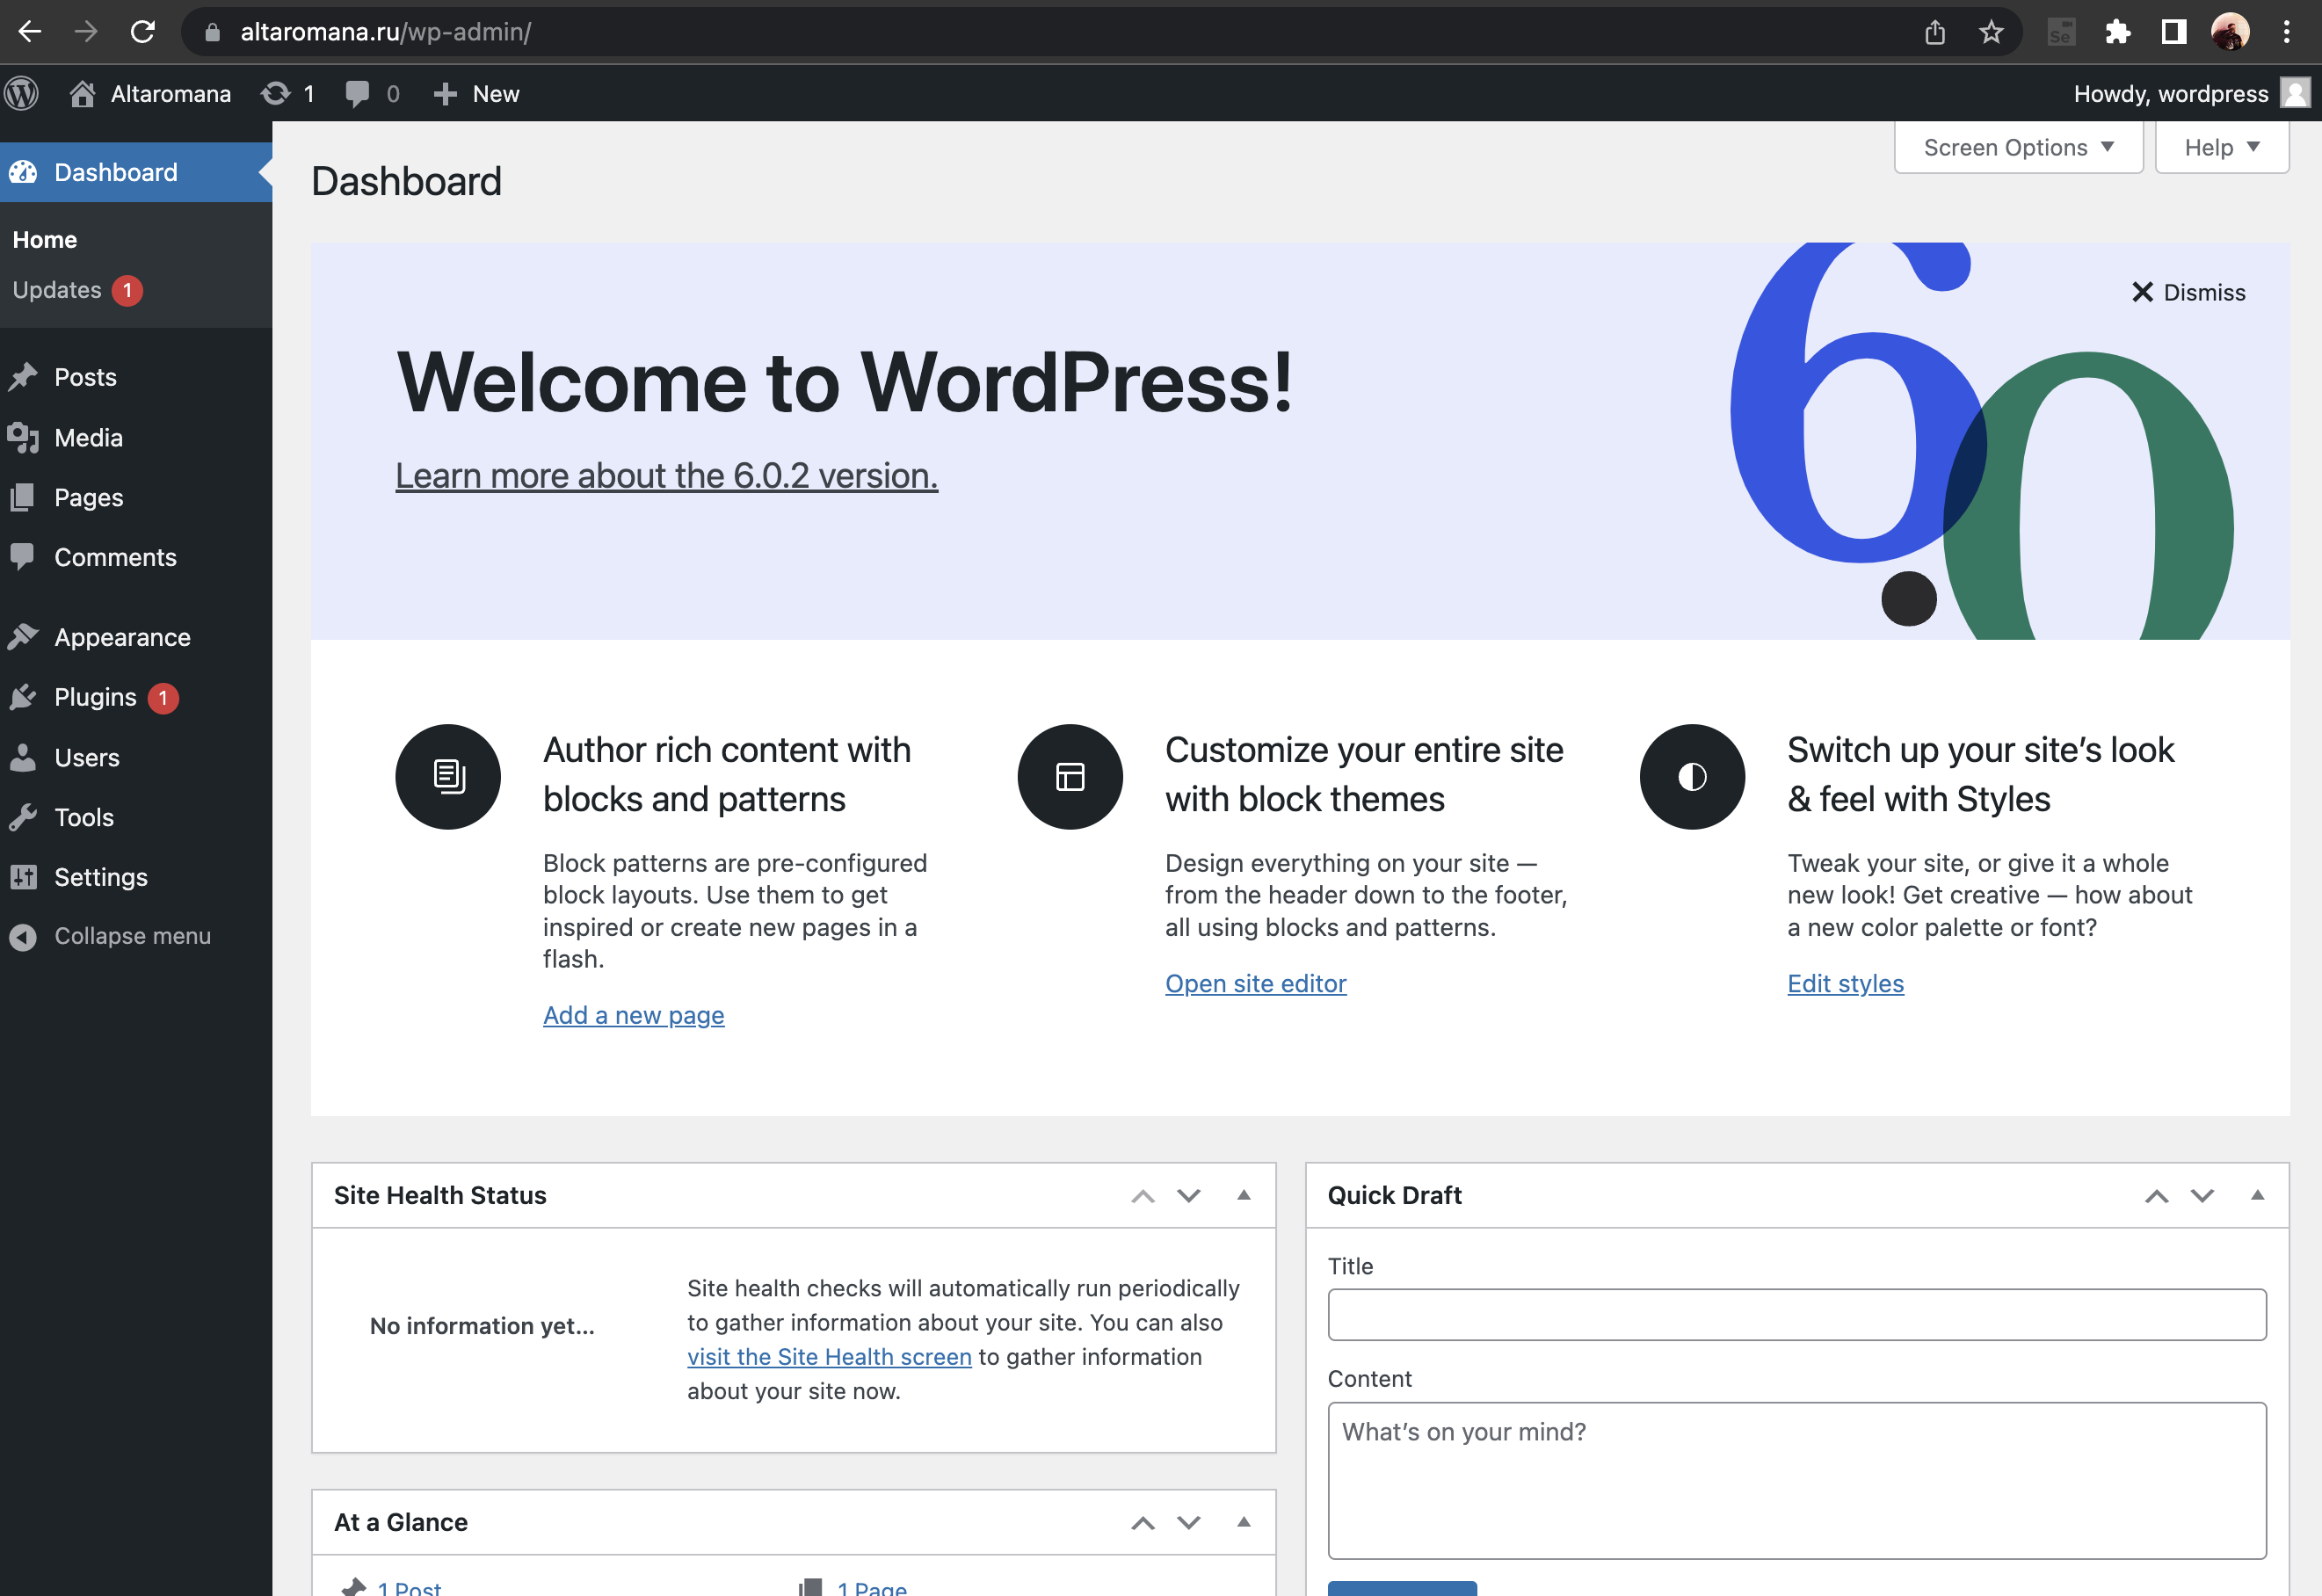 altaromana.ru/wp-admin/
Se
Altaromana
1
0
New
Howdy, wordpress
Dashboard
Home
Updates 1
Posts
Media
Pages
Comments
Appearance
Plugins 1
Users
Tools
Settings
Collapse menu
Screen Options
Help
Dashboard
Dismiss
Welcome to WordPress!
Learn more about the 6.0.2 version.
6.0
Author rich content with
blocks and patterns
Block patterns are pre-configured
block layouts. Use them to get
inspired or create new pages in a
flash.
Add a new page
Customize your entire site
with block themes
Design everything on your site —
from the header down to the footer,
all using blocks and patterns.
Open site editor
Switch up your site’s look
& feel with Styles
Tweak your site, or give it a whole
new look! Get creative — how about
a new color palette or font?
Edit styles
Site Health Status
No information yet...
Site health checks will automatically run periodically
to gather information about your site. You can also
visit the Site Health screen to gather information
about your site now.
At a Glance
1 Post
1 Page
Quick Draft
Title
Content
What’s on your mind?